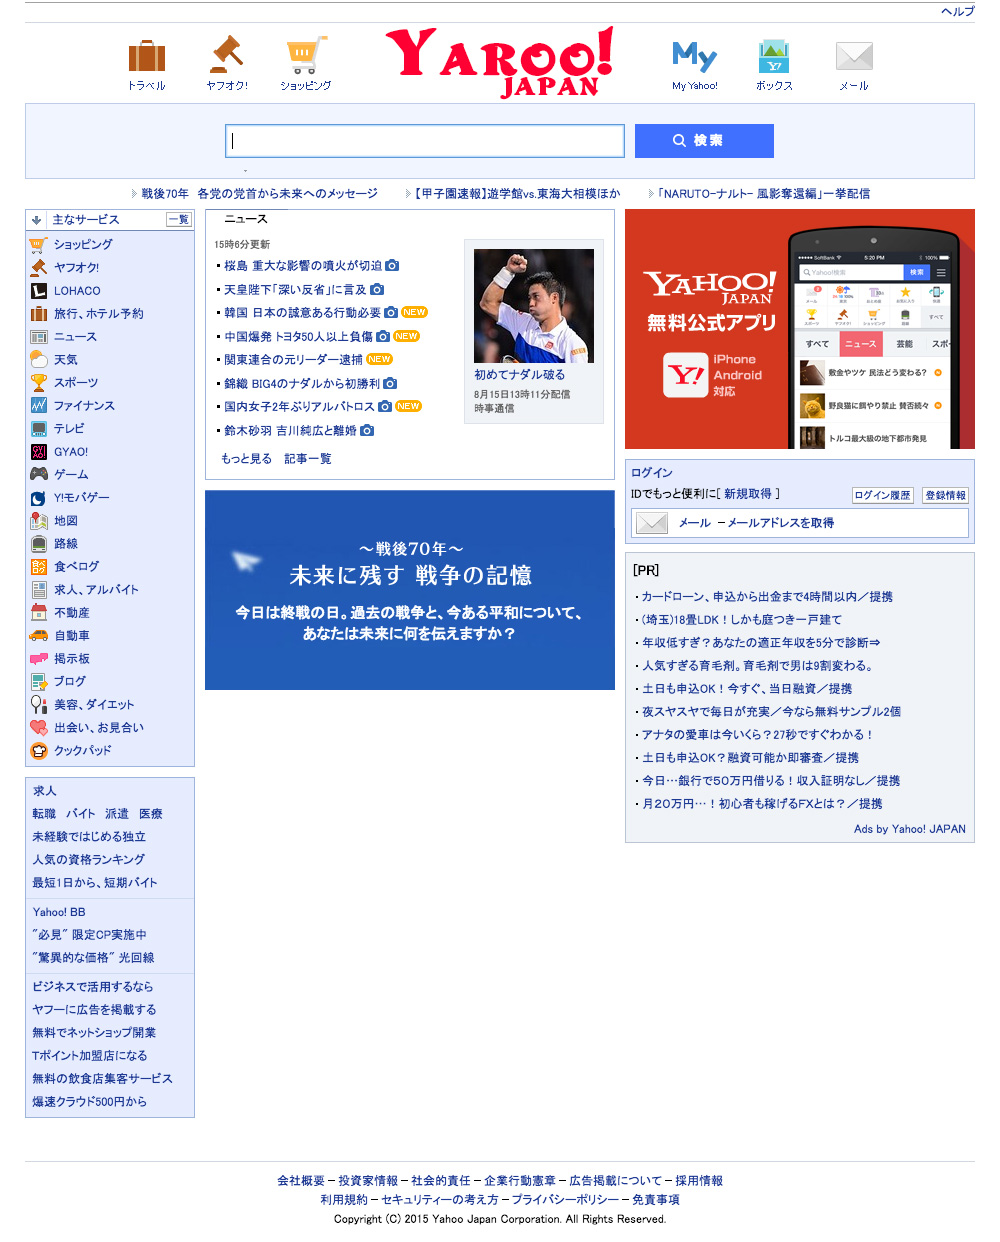 ヘルプ
トラベル
ヤフオク!
ショッピング
YAROO! JAPAN
My Yahoo!
ボックス
メール
検索
戦後70年 各党の党首から未来へのメッセージ
【甲子園速報】遊学館vs.東海大相模ほか
「NARUTO-ナルト- 風影奪還編」一挙配信
主なサービス 一覧
ショッピング
ヤフオク!
LOHACO
旅行、ホテル予約
ニュース
天気
スポーツ
ファイナンス
テレビ
GYAO!
ゲーム
Y!モバゲー
地図
路線
食べログ
求人、アルバイト
不動産
自動車
掲示板
ブログ
美容、ダイエット
出会い、お見合い
クックパッド
求人
転職 バイト 派遣 医療
未経験ではじめる独立
人気の資格ランキング
最短1日から、短期バイト
Yahoo! BB
"必見" 限定CP実施中
"驚異的な価格" 光回線
ビジネスで活用するなら
ヤフーに広告を掲載する
無料でネットショップ開業
Tポイント加盟店になる
無料の飲食店集客サービス
爆速クラウド500円から
ニュース
15時6分更新
桜島 重大な影響の噴火が切迫
天皇陛下「深い反省」に言及
韓国 日本の誠意ある行動必要 NEW
中国爆発 トヨタ50人以上負傷 NEW
関東連合の元リーダー逮捕 NEW
錦織 BIG4のナダルから初勝利
国内女子2年ぶりアルバトロス NEW
鈴木砂羽 吉川純広と離婚
もっと見る 記事一覧
初めてナダル破る
8月15日13時11分配信
時事通信
～戦後70年～
未来に残す 戦争の記憶
今日は終戦の日。過去の戦争と、今ある平和について、
あなたは未来に何を伝えますか？
YAHOO!
JAPAN
無料公式アプリ
Y!
iPhone
Android
対応
SoftBank 5:20 PM 100%
Yahoo!検索 検索
メール
スポーツ ヤフオク! ショッピング 路線 すべて
すべて ニュース 芸能 スポ
敷金やツケ 民法どう変わる?
野良猫に餌やり禁止 賛否続々
トルコ最大級の地下都市発見
ログイン
IDでもっと便利に[ 新規取得 ] ログイン履歴 登録情報
メール －メールアドレスを取得
[PR]
カードローン、申込から出金まで4時間以内／提携
(埼玉)18畳LDK！しかも庭つき一戸建て
年収低すぎ？あなたの適正年収を5分で診断⇒
人気すぎる育毛剤。育毛剤で男は9割変わる。
土日も申込OK！今すぐ、当日融資／提携
夜スヤスヤで毎日が充実／今なら無料サンプル2個
アナタの愛車は今いくら？27秒ですぐわかる！
土日も申込OK？融資可能か即審査／提携
今日…銀行で５０万円借りる！収入証明なし／提携
月２０万円…！初心者も稼げるFXとは？／提携
Ads by Yahoo! JAPAN
会社概要－投資家情報－社会的責任－企業行動憲章－広告掲載について－採用情報
利用規約－セキュリティーの考え方－プライバシーポリシー－免責事項
Copyright (C) 2015 Yahoo Japan Corporation. All Rights Reserved.